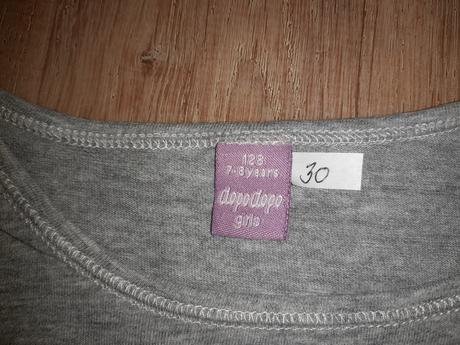 128
7-8 years
dopodopo
girls
30